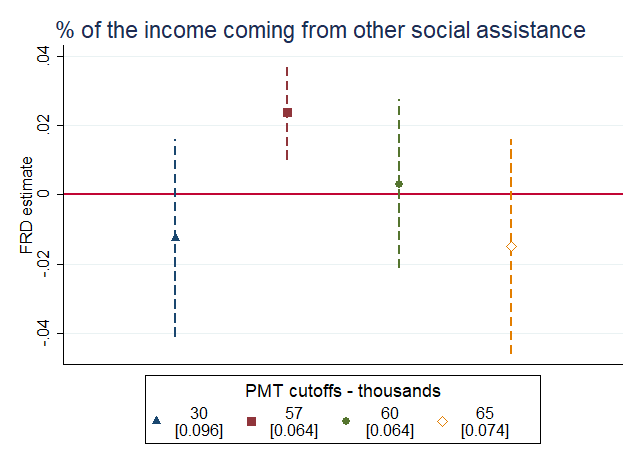 % of the income coming from other social assistance
.04
.02
0
-.02
-.04
FRD estimate
PMT cutoffs - thousands
30 57 60 65
[0.096] [0.064] [0.064] [0.074]